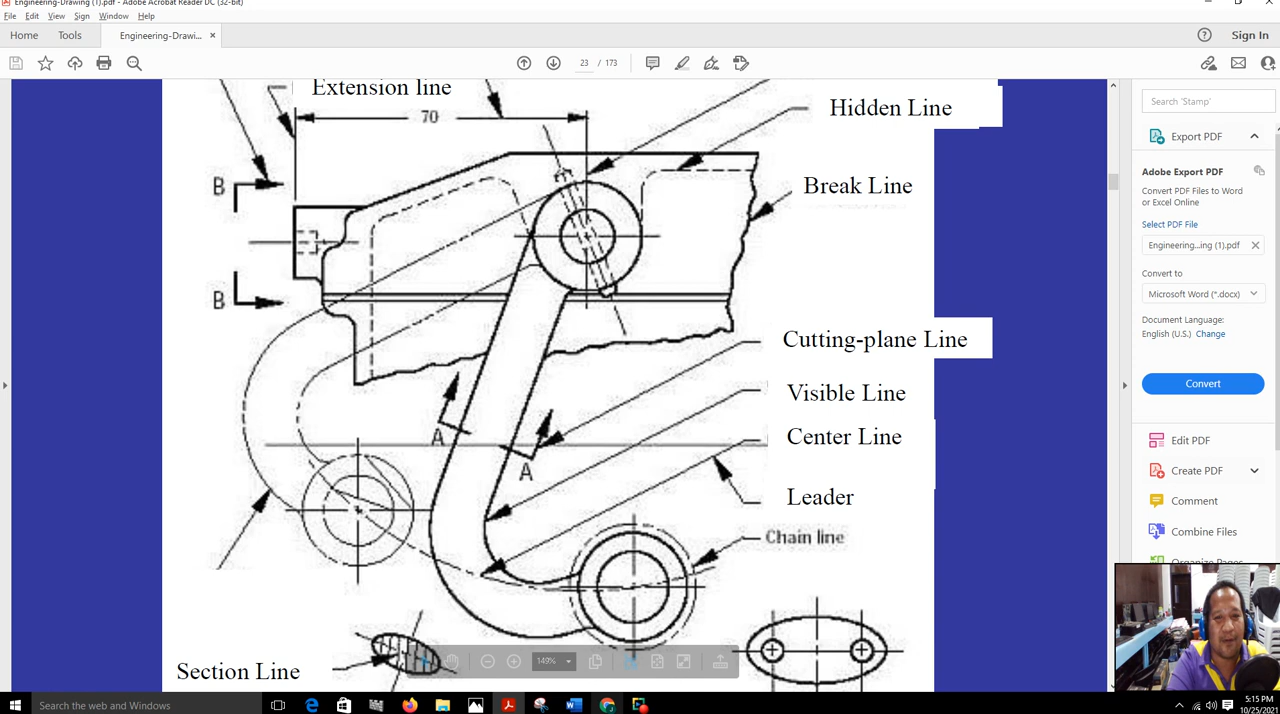 Engineering-Drawing (1).pdf - Adobe Acrobat Reader DC (32-bit)
File Edit View Sign Window Help
Home Tools Engineering-Drawi... × Sign In
23 / 173
Extension line
70
Hidden Line
B
Break Line
B
Cutting-plane Line
Visible Line
A
Center Line
A
Leader
Chain line
Section Line
149%
Search 'Stamp'
Export PDF
Adobe Export PDF
Convert PDF Files to Word
or Excel Online
Select PDF File
Engineering...ing (1).pdf
Convert to
Microsoft Word (*.docx)
Document Language:
English (U.S.) Change
Convert
Edit PDF
Create PDF
Comment
Combine Files
Organize Pages
Search the web and Windows
5:15 PM
10/25/2021